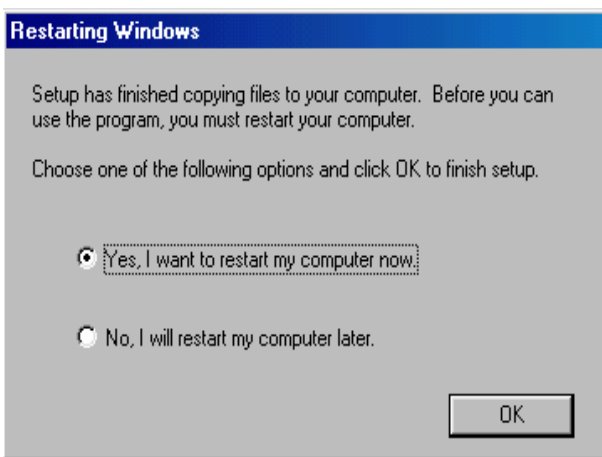 Restarting Windows
Setup has finished copying files to your computer.  Before you can
use the program, you must restart your computer.
Choose one of the following options and click OK to finish setup.
Yes, I want to restart my computer now.
No, I will restart my computer later.
OK